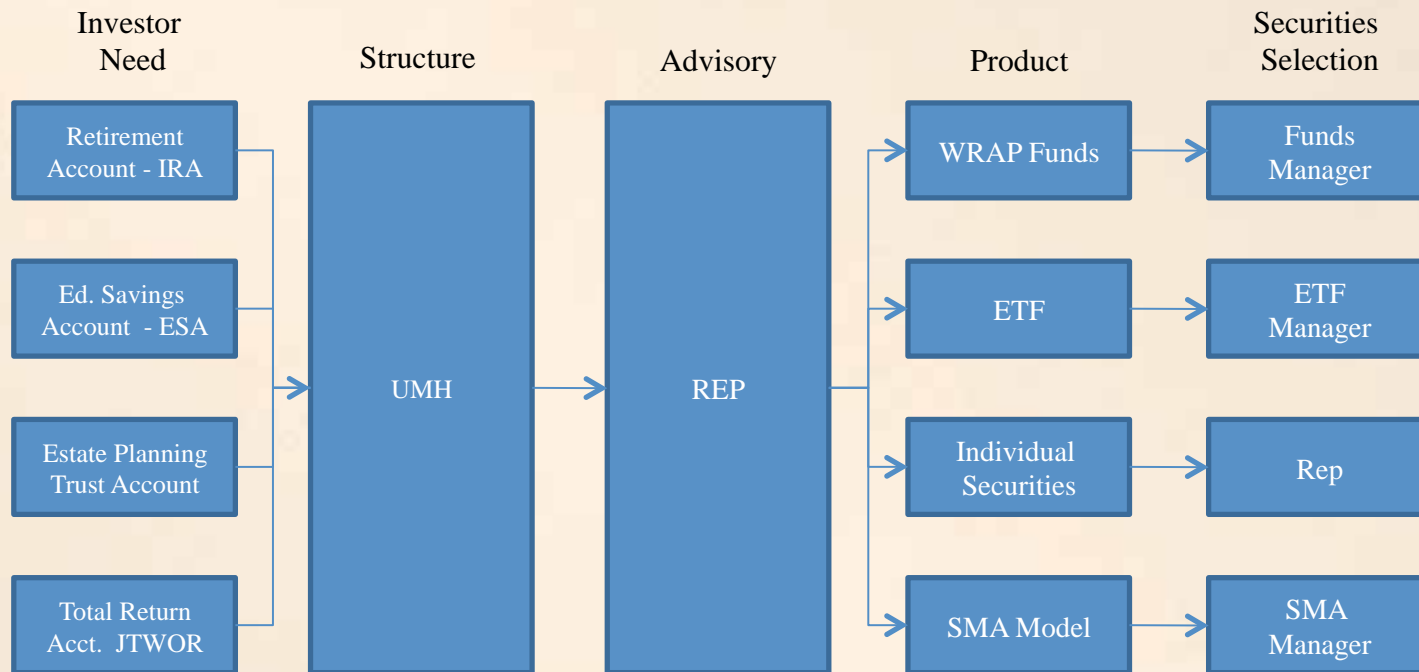 Investor
Need
Structure
Advisory
Product
Securities
Selection
Retirement
Account - IRA
Ed. Savings
Account - ESA
Estate Planning
Trust Account
Total Return
Acct. JTWOR
UMH
REP
WRAP Funds
ETF
Individual
Securities
SMA Model
Funds
Manager
ETF
Manager
Rep
SMA
Manager